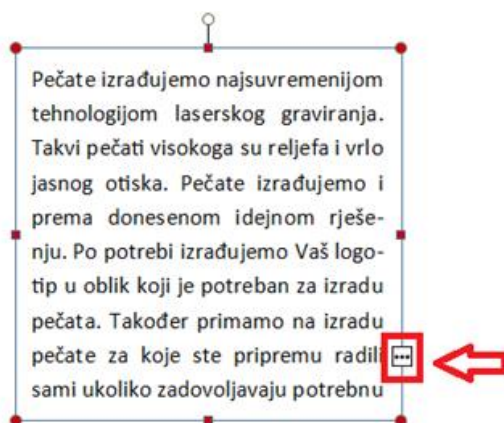 Pečate izrađujemo najsuvremenijom
tehnologijom laserskog graviranja.
Takvi pečati visokoga su reljefa i vrlo
jasnog otiska. Pečate izrađujemo i
prema donesenom idejnom rješe-
nju. Po potrebi izrađujemo Vaš logo-
tip u oblik koji je potreban za izradu
pečata. Također primamo na izradu
pečate za koje ste pripremu radili
sami ukoliko zadovoljavaju potrebnu